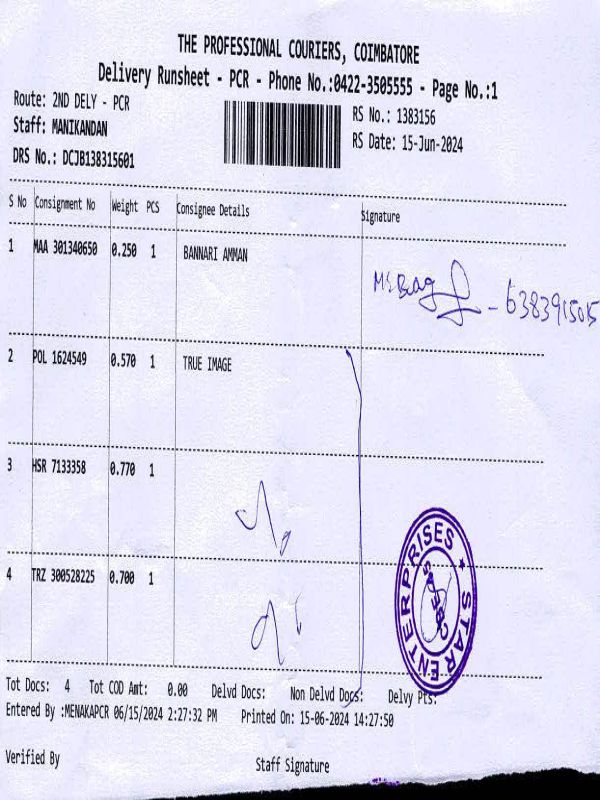 THE PROFESSIONAL COURIERS, COIMBATORE
Delivery Runsheet - PCR - Phone No.:0422-3505555 - Page No.:1
Route: 2ND DELY - PCR
RS No.: 1383156
Staff: MANIKANDAN
RS Date: 15-Jun-2024
DRS No.: DCJB138315601
S No Consignment No Weight PCS Consignee Details Signature
1 MAA 301340650 0.250 1 BANNARI AMMAN
638391505
2 POL 1624549 0.570 1 TRUE IMAGE
3 HSR 7133358 0.770 1
4 TRZ 300528225 0.700 1
STAR ENTERPRISES
Tot Docs: 4 Tot COD Amt: 0.00 Delvd Docs: Non Delvd Docs: Delvy Pts:
Entered By :MENAKAPCR 06/15/2024 2:27:32 PM Printed On: 15-06-2024 14:27:50
Verified By Staff Signature